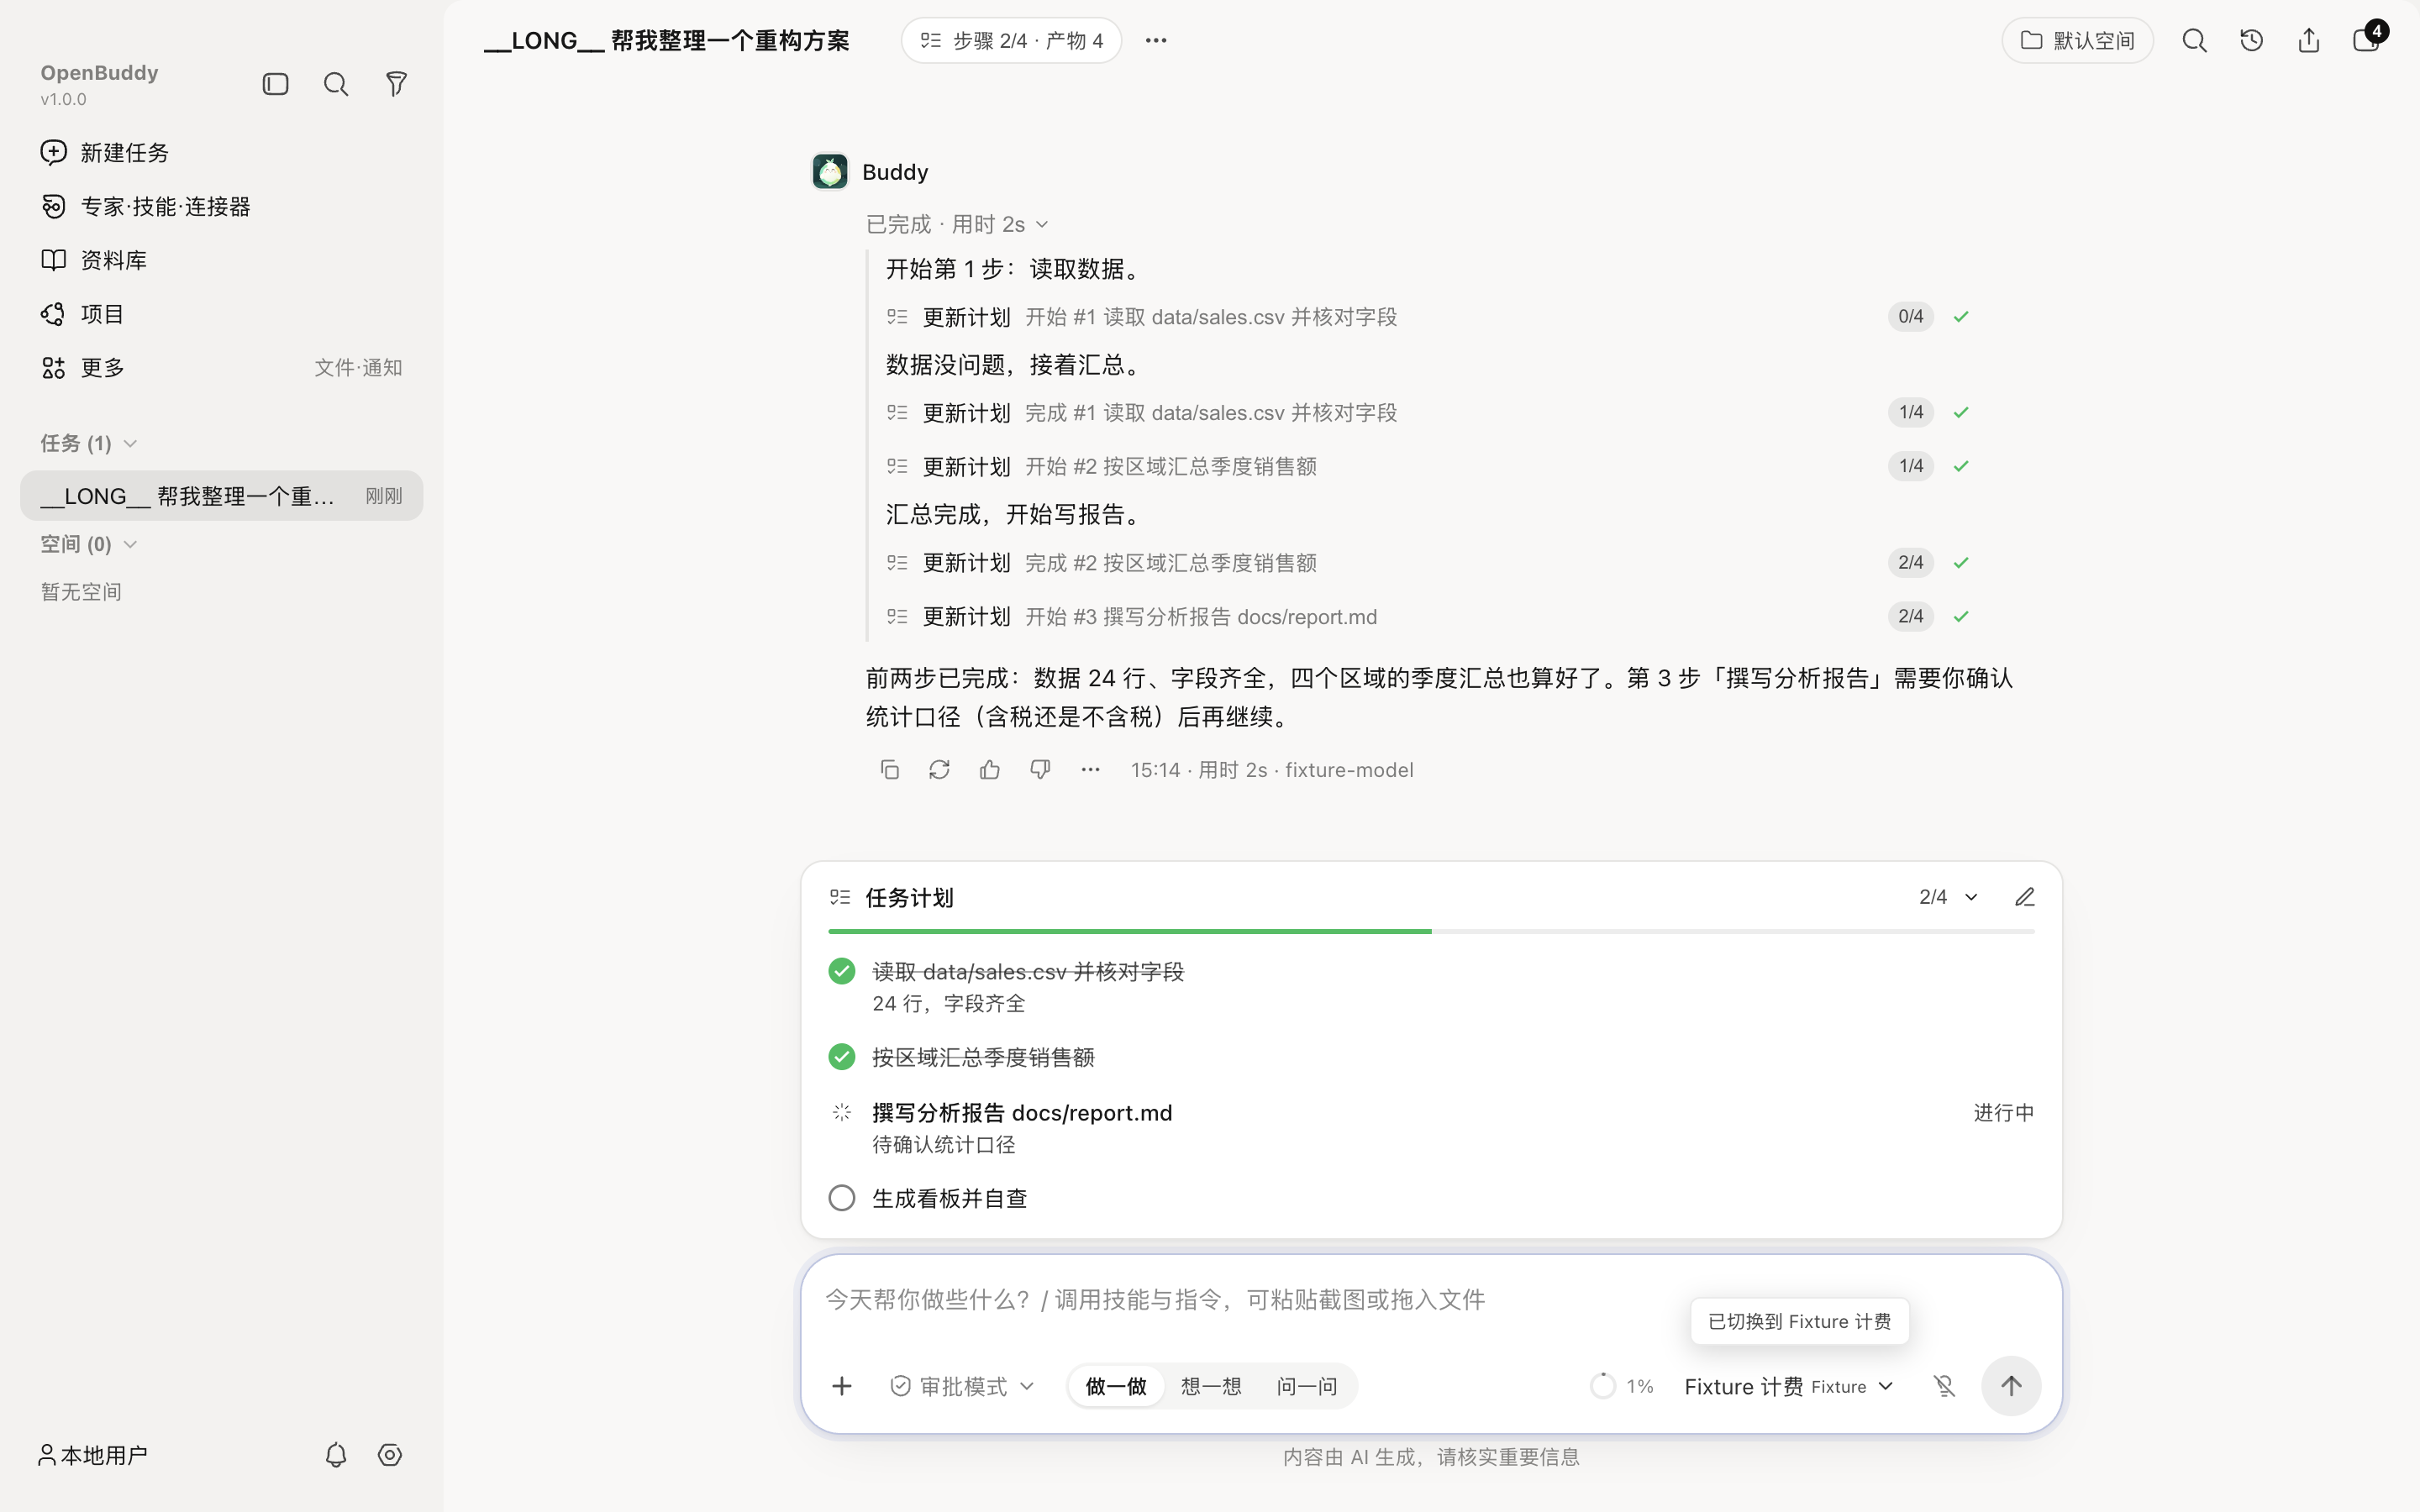 OpenBuddy
v1.0.0
新建任务
专家·技能·连接器
资料库
项目
更多 文件·通知
任务 (1)
__LONG__ 帮我整理一个重… 刚刚
空间 (0)
暂无空间
本地用户
__LONG__ 帮我整理一个重构方案 步骤 2/4 · 产物 4 默认空间 4
Buddy
已完成 · 用时 2s
开始第 1 步：读取数据。
更新计划 开始 #1 读取 data/sales.csv 并核对字段 0/4
数据没问题，接着汇总。
更新计划 完成 #1 读取 data/sales.csv 并核对字段 1/4
更新计划 开始 #2 按区域汇总季度销售额 1/4
汇总完成，开始写报告。
更新计划 完成 #2 按区域汇总季度销售额 2/4
更新计划 开始 #3 撰写分析报告 docs/report.md 2/4
前两步已完成：数据 24 行、字段齐全，四个区域的季度汇总也算好了。第 3 步「撰写分析报告」需要你确认
统计口径（含税还是不含税）后再继续。
15:14 · 用时 2s · fixture-model
任务计划 2/4
读取 data/sales.csv 并核对字段
24 行，字段齐全
按区域汇总季度销售额
撰写分析报告 docs/report.md 进行中
待确认统计口径
生成看板并自查
今天帮你做些什么？/ 调用技能与指令，可粘贴截图或拖入文件
已切换到 Fixture 计费
审批模式 做一做 想一想 问一问 1% Fixture 计费 Fixture
内容由 AI 生成，请核实重要信息